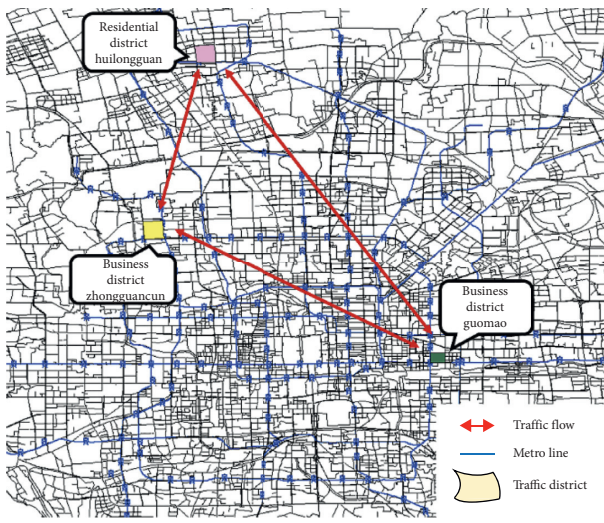 Residential
district
huilongguan
Business
district
zhongguancun
Business
district
guomao
Traffic flow
Metro line
Traffic district